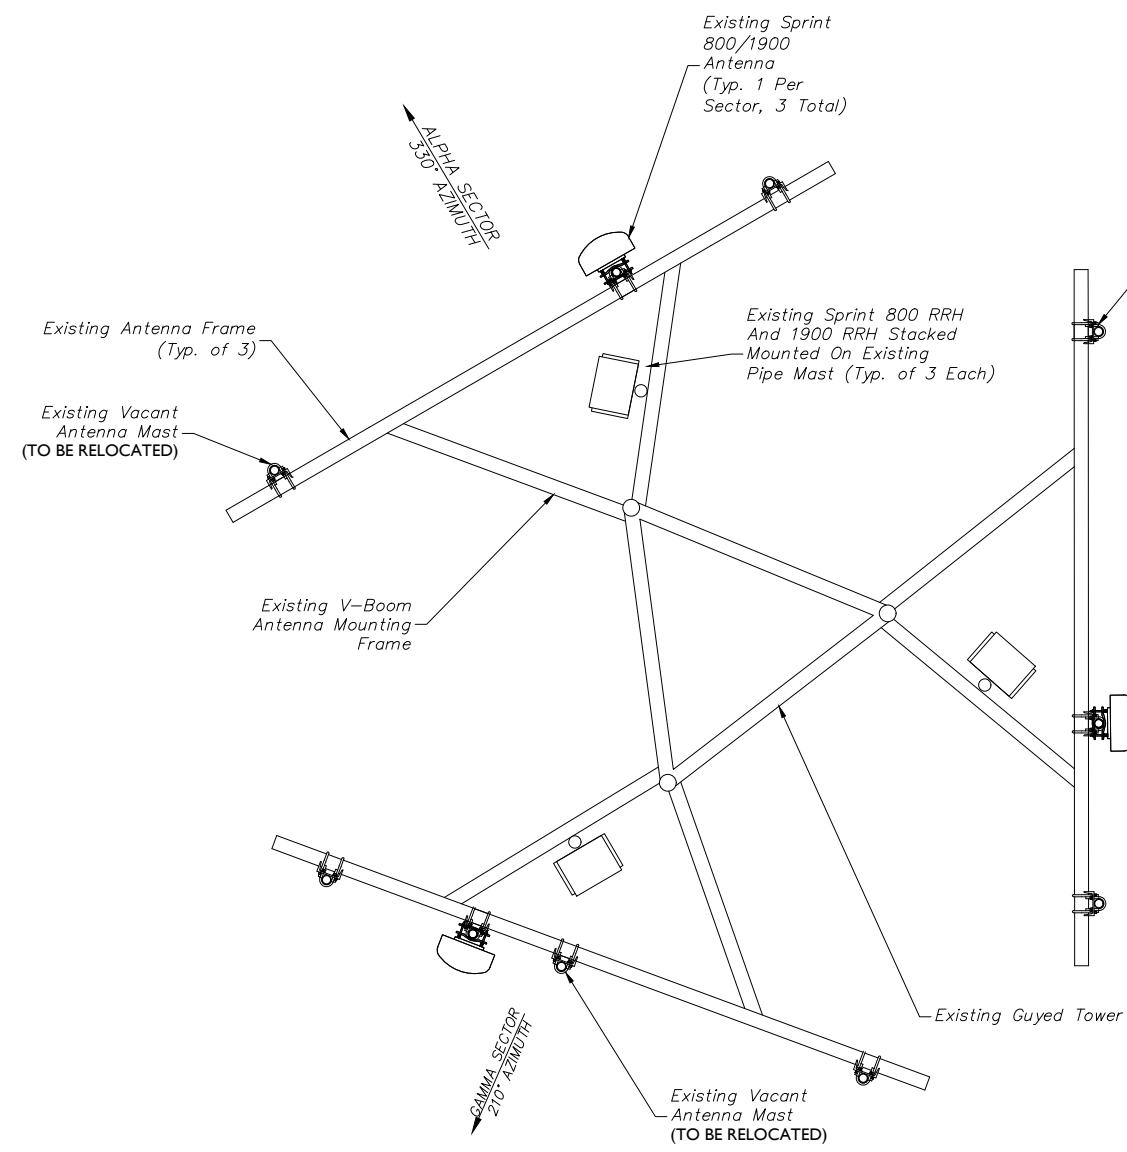 Existing Sprint
800/1900
Antenna
(Typ. 1 Per
Sector, 3 Total)
ALPHA SECTOR
330° AZIMUTH
Existing Antenna Frame
(Typ. of 3)
Existing Sprint 800 RRH
And 1900 RRH Stacked
Mounted On Existing
Pipe Mast (Typ. of 3 Each)
Existing Vacant
Antenna Mast
(TO BE RELOCATED)
Existing V-Boom
Antenna Mounting
Frame
Existing Guyed Tower
GAMMA SECTOR
210° AZIMUTH
Existing Vacant
Antenna Mast
(TO BE RELOCATED)